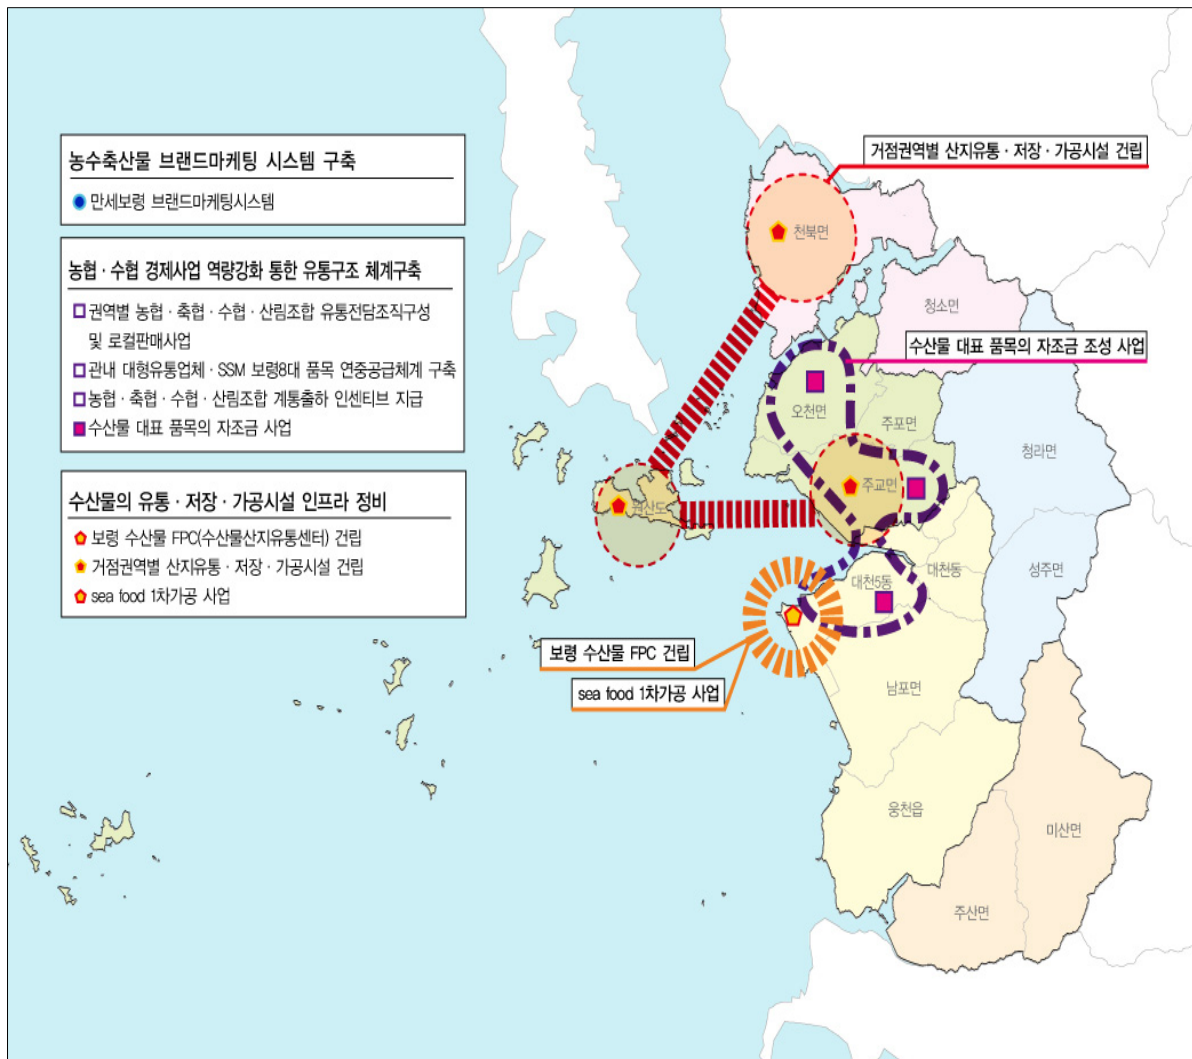 농수축산물 브랜드마케팅 시스템 구축
만세보령 브랜드마케팅시스템
농협·수협 경제사업 역량강화 통한 유통구조 체계구축
권역별 농협·축협·수협·산림조합 유통전담조직구성
및 로컬판매사업
관내 대형유통업체·SSM 보령8대 품목 연중공급체계 구축
농협·축협·수협·산림조합 계통출하 인센티브 지급
수산물 대표 품목의 자조금 사업
수산물의 유통·저장·가공시설 인프라 정비
보령 수산물 FPC(수산물산지유통센터) 건립
거점권역별 산지유통·저장·가공시설 건립
sea food 1차가공 사업
거점권역별 산지유통·저장·가공시설 건립
천북면
청소면
수산물 대표 품목의 자조금 조성 사업
오천면
주포면
청라면
주교면
원산도
대천5동
대천동
성주면
보령 수산물 FPC 건립
sea food 1차가공 사업
남포면
웅천읍
미산면
주산면